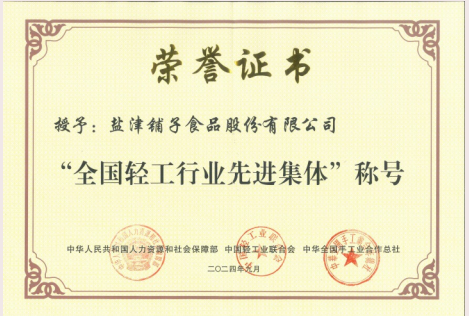 荣誉证书
授予：盐津铺子食品股份有限公司
“全国轻工行业先进集体”称号
中华人民共和国人力资源和社会保障部 中国轻工业联合会 中华全国手工业合作总社
二〇二四年九月